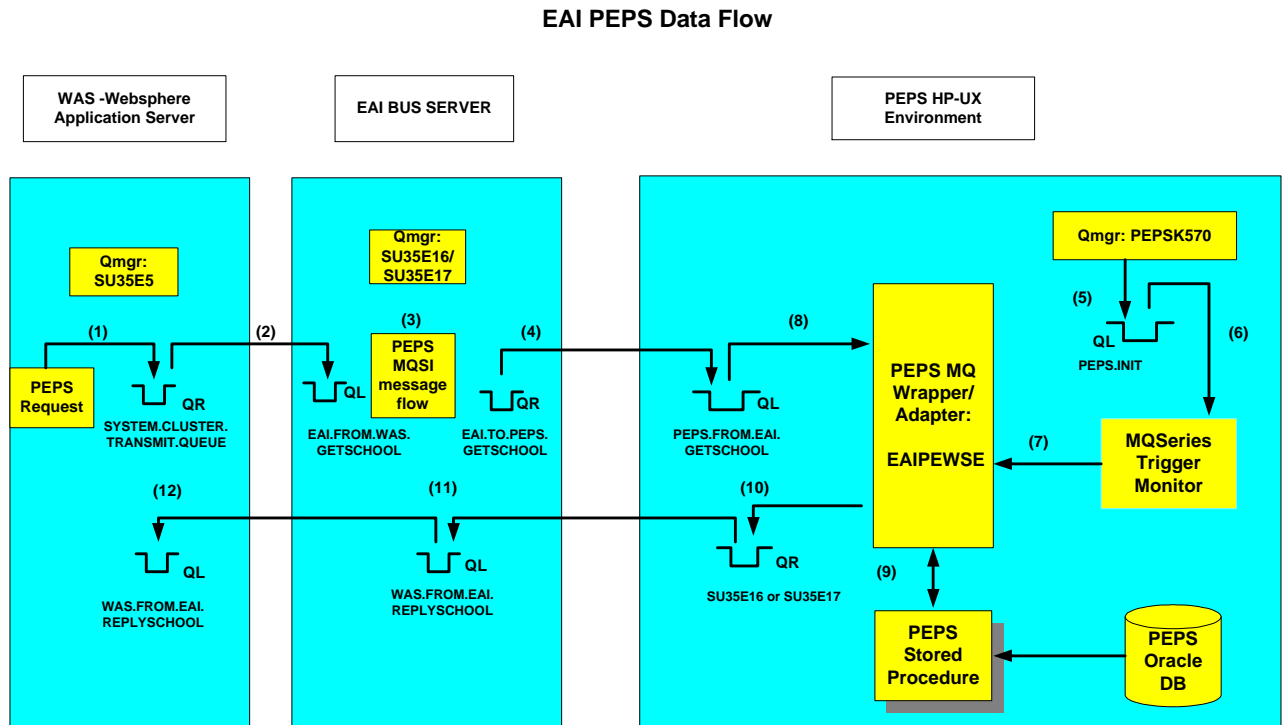 EAI PEPS Data Flow
WAS -Websphere
Application Server
EAI BUS SERVER
PEPS HP-UX
Environment
Qmgr:
SU35E5
Qmgr:
SU35E16/
SU35E17
Qmgr: PEPSK570
(1)
(2)
(3)
(4)
(5)
(6)
(8)
PEPS
Request
QR
SYSTEM.CLUSTER.
TRANSMIT.QUEUE
QL
EAI.FROM.WAS.
GETSCHOOL
PEPS
MQSI
message
flow
QR
EAI.TO.PEPS.
GETSCHOOL
QL
PEPS.FROM.EAI.
GETSCHOOL
PEPS MQ
Wrapper/
Adapter:
EAIPEWSE
QL
PEPS.INIT
(7)
MQSeries
Trigger
Monitor
(12)
(11)
(10)
QL
WAS.FROM.EAI.
REPLYSCHOOL
QL
WAS.FROM.EAI.
REPLYSCHOOL
QR
SU35E16 or SU35E17
(9)
PEPS
Stored
Procedure
PEPS
Oracle
DB